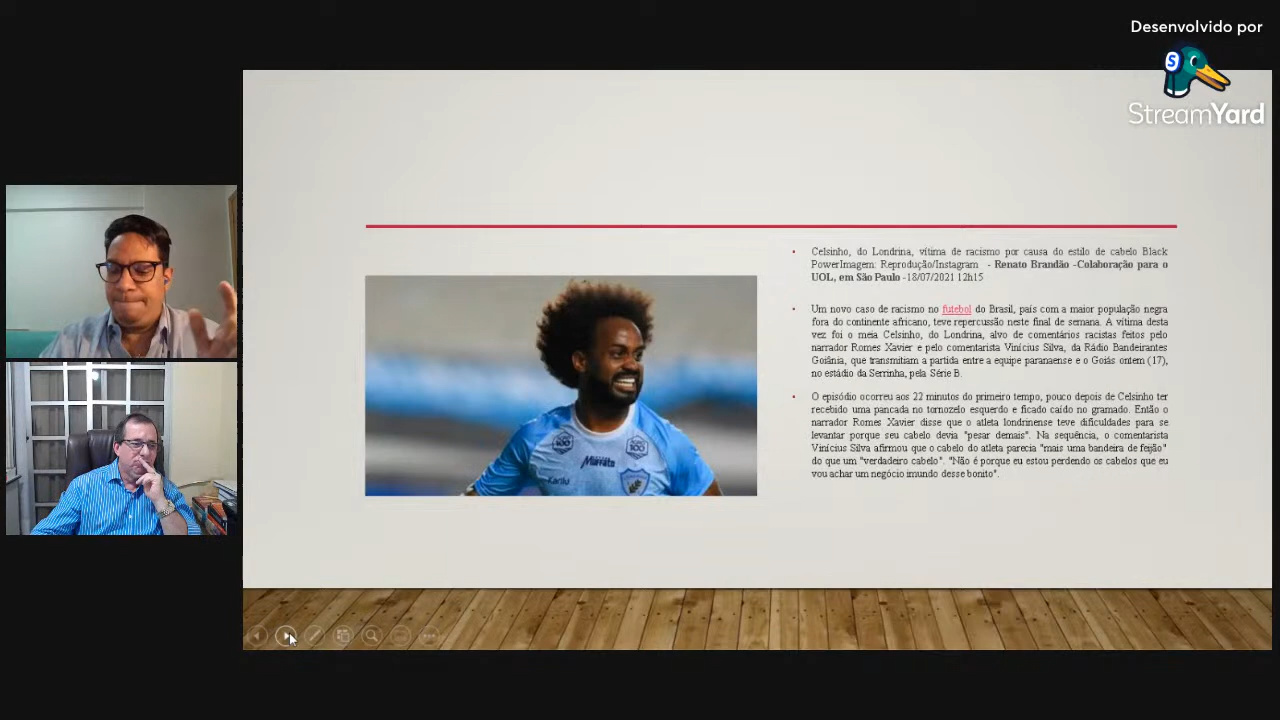 Desenvolvido por
StreamYard
Celsinho, do Londrina, vítima de racismo por causa do estilo de cabelo Black
PowerImagem: Reprodução/Instagram - Renato Brandão -Colaboração para o
UOL, em São Paulo -18/07/2021 12h15
Um novo caso de racismo no futebol do Brasil, país com a maior população negra
fora do continente africano, teve repercussão neste final de semana. A vítima desta
vez foi o meia Celsinho, do Londrina, alvo de comentários racistas feitos pelo
narrador Romes Xavier e pelo comentarista Vinícius Silva, da Rádio Bandeirantes
Goiânia, que transmitiam a partida entre a equipe paranaense e o Goiás ontem (17),
no estádio da Serrinha, pela Série B.
O episódio ocorreu aos 22 minutos do primeiro tempo, pouco depois de Celsinho ter
recebido uma pancada no tornozelo esquerdo e ficado caído no gramado. Então o
narrador Romes Xavier disse que o atleta londrinense teve dificuldades para se
levantar porque seu cabelo devia "pesar demais". Na sequência, o comentarista
Vinícius Silva afirmou que o cabelo do atleta parecia "mais uma bandeira de feijão"
do que um "verdadeiro cabelo". "Não é porque eu estou perdendo os cabelos que eu
vou achar um negócio imundo desse bonito".
Marrata
Karilu
100
100